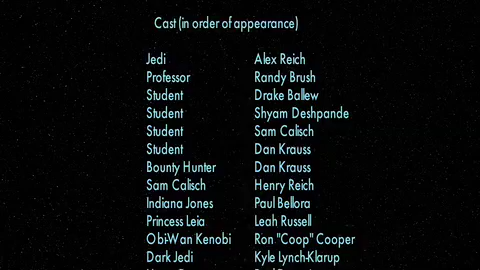 Cast (in order of appearance)
Jedi Alex Reich
Professor Randy Brush
Student Drake Ballew
Student Shyam Deshpande
Student Sam Calisch
Student Dan Krauss
Bounty Hunter Dan Krauss
Sam Calisch Henry Reich
Indiana Jones Paul Bellora
Princess Leia Leah Russell
Obi-Wan Kenobi Ron "Coop" Cooper
Dark Jedi Kyle Lynch-Klarup